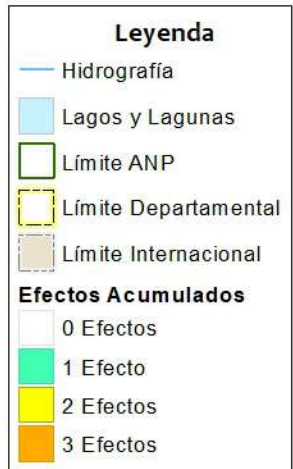 Leyenda
Hidrografía
Lagos y Lagunas
Límite ANP
Límite Departamental
Límite Internacional
Efectos Acumulados
0 Efectos
1 Efecto
2 Efectos
3 Efectos